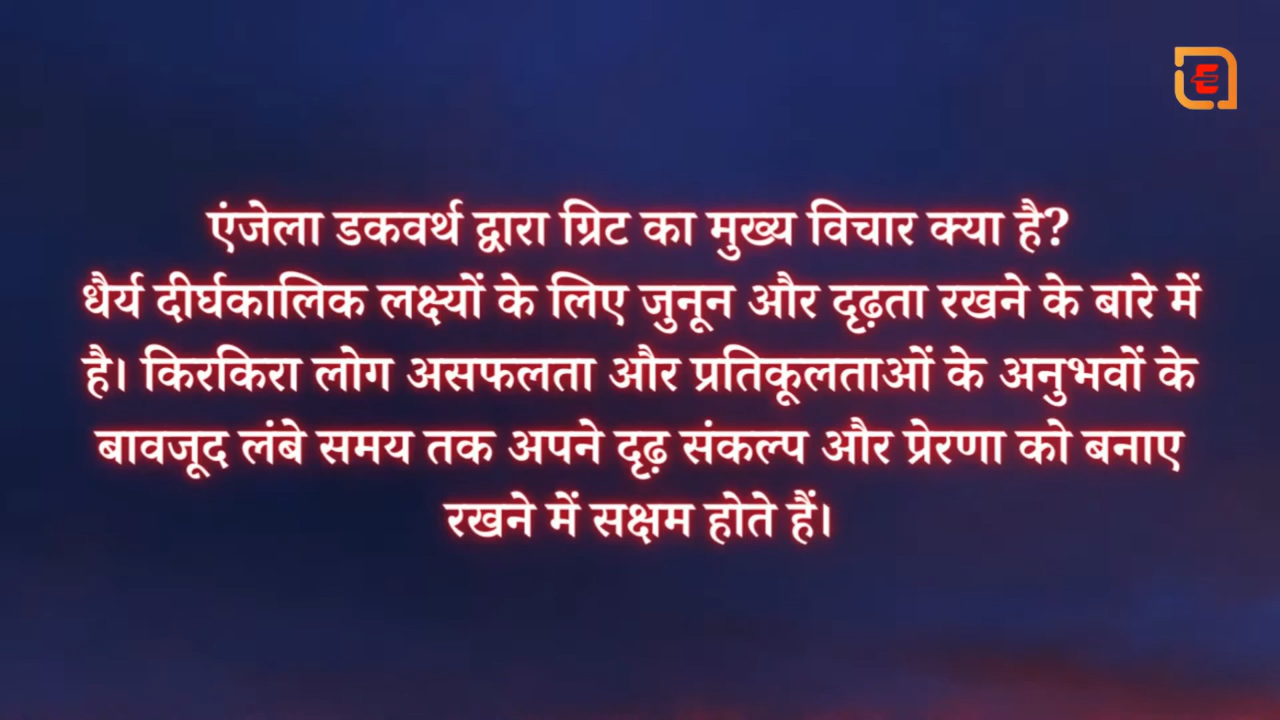 एंजेला डकवर्थ द्वारा ग्रिट का मुख्य विचार क्या है?
धैर्य दीर्घकालिक लक्ष्यों के लिए जुनून और दृढ़ता रखने के बारे में
है। किरकिरा लोग असफलता और प्रतिकूलताओं के अनुभवों के
बावजूद लंबे समय तक अपने दृढ़ संकल्प और प्रेरणा को बनाए
रखने में सक्षम होते हैं।
E